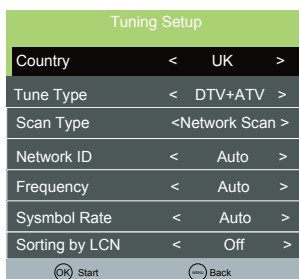 Tuning Setup
Country < UK >
Tune Type < DTV+ATV >
Scan Type <Network Scan >
Network ID < Auto >
Frequency < Auto >
Sysmbol Rate < Auto >
Sorting by LCN < Off >
OK Start MENU Back